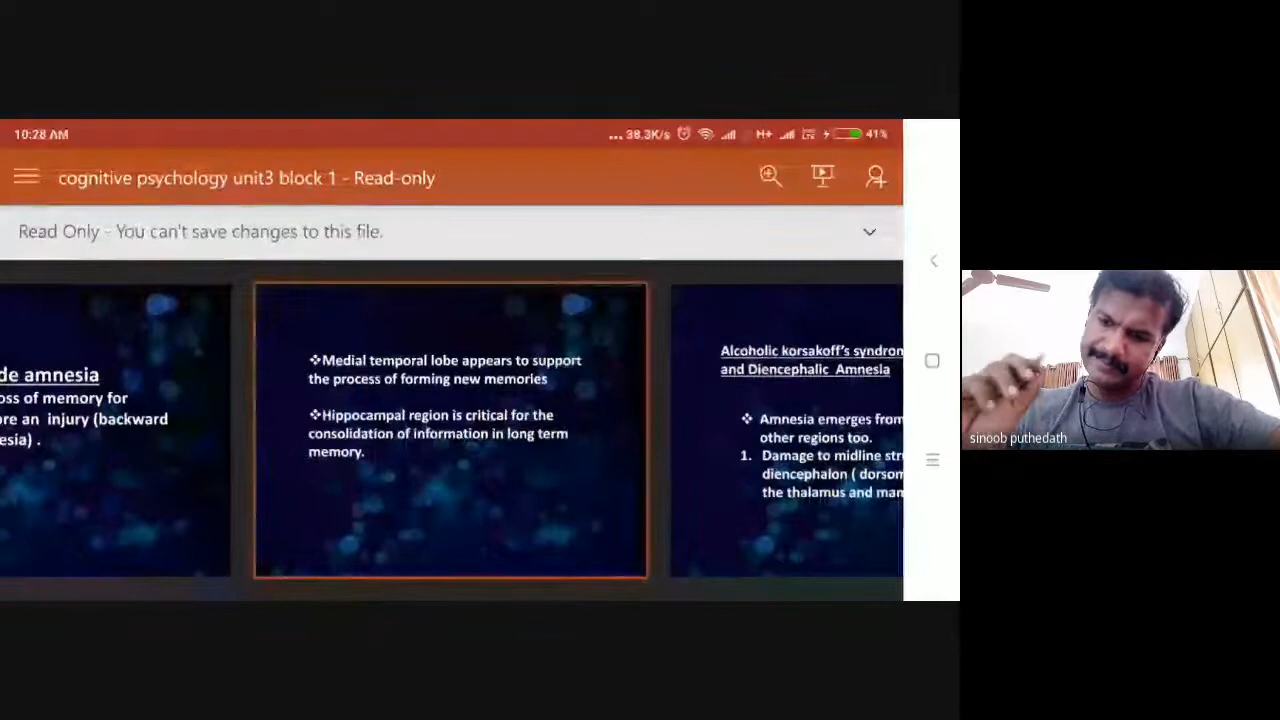 10:28 AM
... 38.3K/s H+ 41%
cognitive psychology unit3 block 1 - Read-only
Read Only - You can't save changes to this file.
de amnesia
oss of memory for
ore an injury (backward
esia) .
❖Medial temporal lobe appears to support
the process of forming new memories
❖Hippocampal region is critical for the
consolidation of information in long term
memory.
Alcoholic korsakoff's syndron
and Diencephalic Amnesia
❖ Amnesia emerges from
other regions too.
1. Damage to midline str
diencephalon ( dorsom
the thalamus and mam
sinoob puthedath